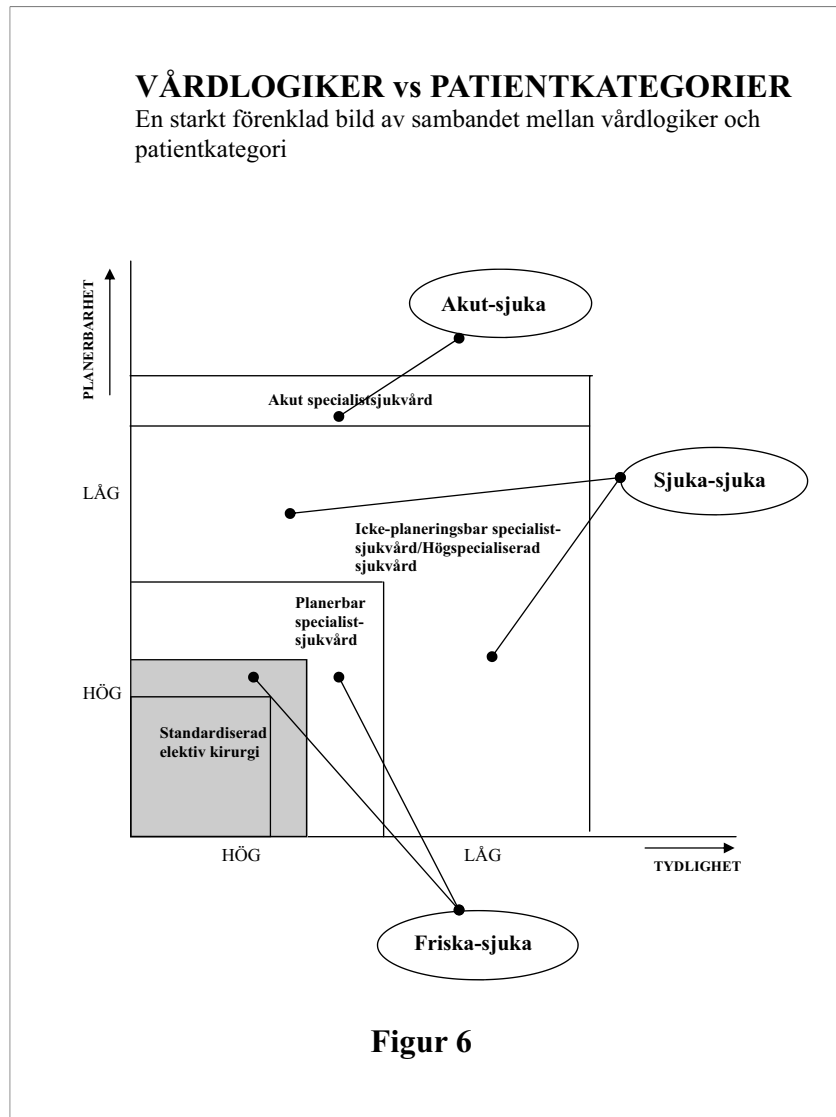 VÅRDLOGIKER vs PATIENTKATEGORIER
En starkt förenklad bild av sambandet mellan vårdlogiker och
patientkategori
PLANERBARHET
Akut-sjuka
Akut specialistsjukvård
LÅG
Sjuka-sjuka
Icke-planeringsbar specialist-
sjukvård/Högspecialiserad
sjukvård
Planerbar
specialist-
sjukvård
HÖG
Standardiserad
elektiv kirurgi
HÖG
LÅG
TYDLIGHET
Friska-sjuka
Figur 6